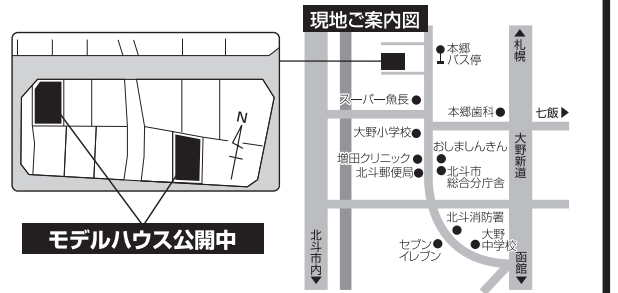 現地ご案内図
▲札幌
本郷
バス停
スーパー魚長
本郷歯科
七飯▶
大野小学校
大野新道
おしましんきん
増田クリニック
北斗郵便局
北斗市
総合分庁舎
北斗消防署
大野
中学校
セブン
イレブン
北斗市内▼
函館▼
N
モデルハウス公開中